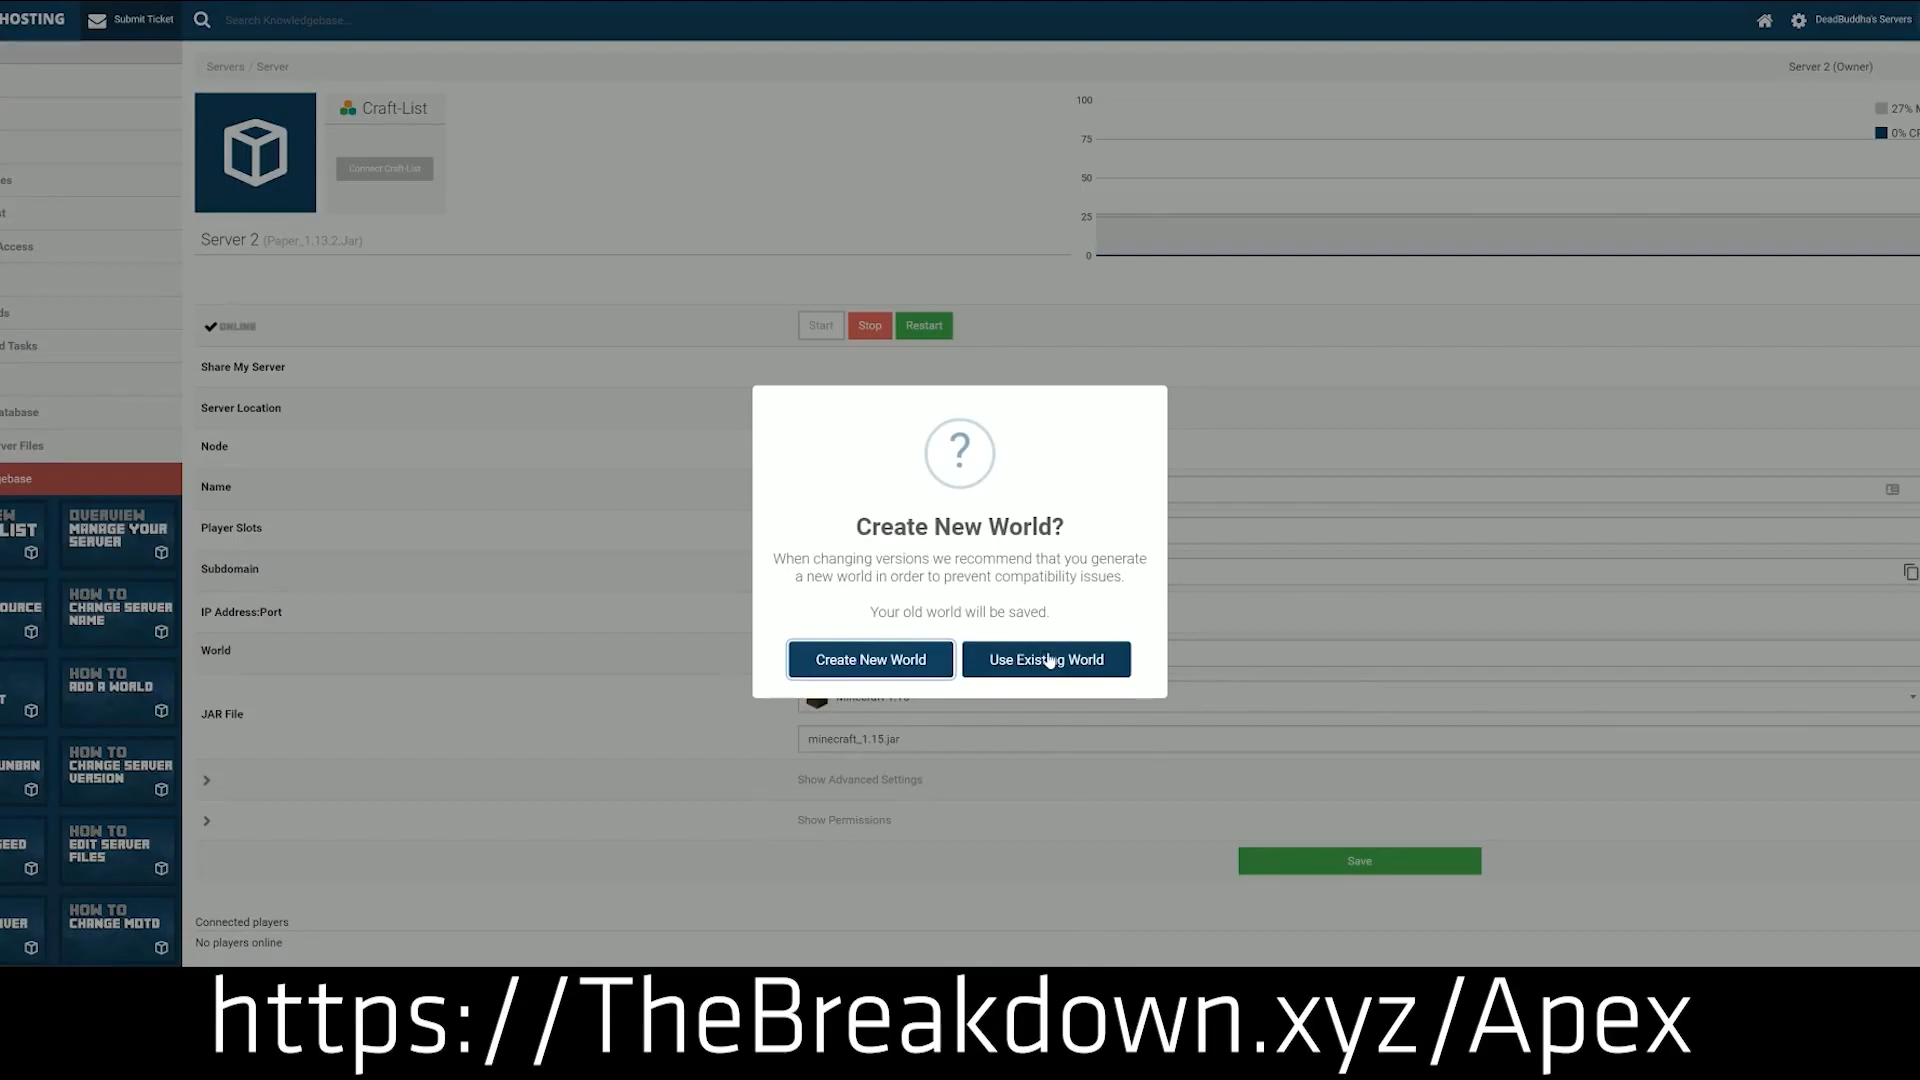 HOSTING
Submit Ticket
Search Knowledgebase...
DeadBuddha's Servers
Servers / Server
Server 2 (Owner)
Craft-List
Connect Craft-List
100
75
50
25
0
27% M
0% CP
Server 2 (Paper_1.13.2.Jar)
es
st
Access
ds
d Tasks
atabase
ver Files
gebase
ONLINE
Start
Stop
Restart
Share My Server
Server Location
Node
Name
Player Slots
Subdomain
IP Address:Port
World
JAR File
minecraft_1.15.jar
Show Advanced Settings
Show Permissions
Save
Connected players
No players online
Create New World?
When changing versions we recommend that you generate
a new world in order to prevent compatibility issues.
Your old world will be saved.
Create New World
Use Existing World
EW
LIST
OVERVIEW
MANAGE YOUR
SERVER
OURCE
HOW TO
CHANGE SERVER
NAME
T
HOW TO
ADD A WORLD
UNBAN
HOW TO
CHANGE SERVER
VERSION
SEED
HOW TO
EDIT SERVER
FILES
RVER
HOW TO
CHANGE MOTD
https://TheBreakdown.xyz/Apex